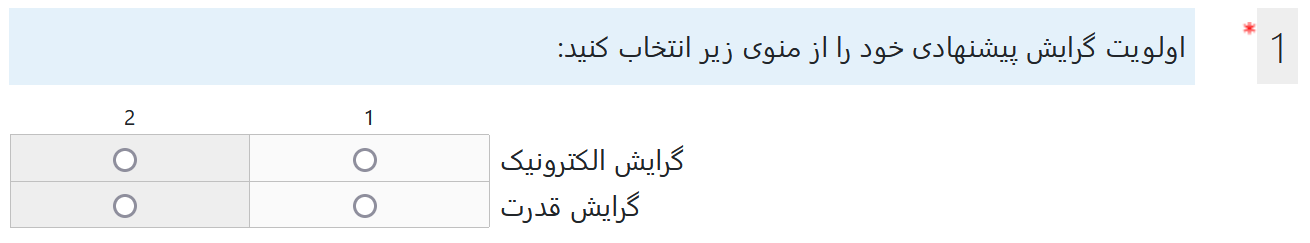 1
*
اولویت گرایش پیشنهادی خود را از منوی زیر انتخاب کنید:
1 2
گرایش الکترونیک
گرایش قدرت